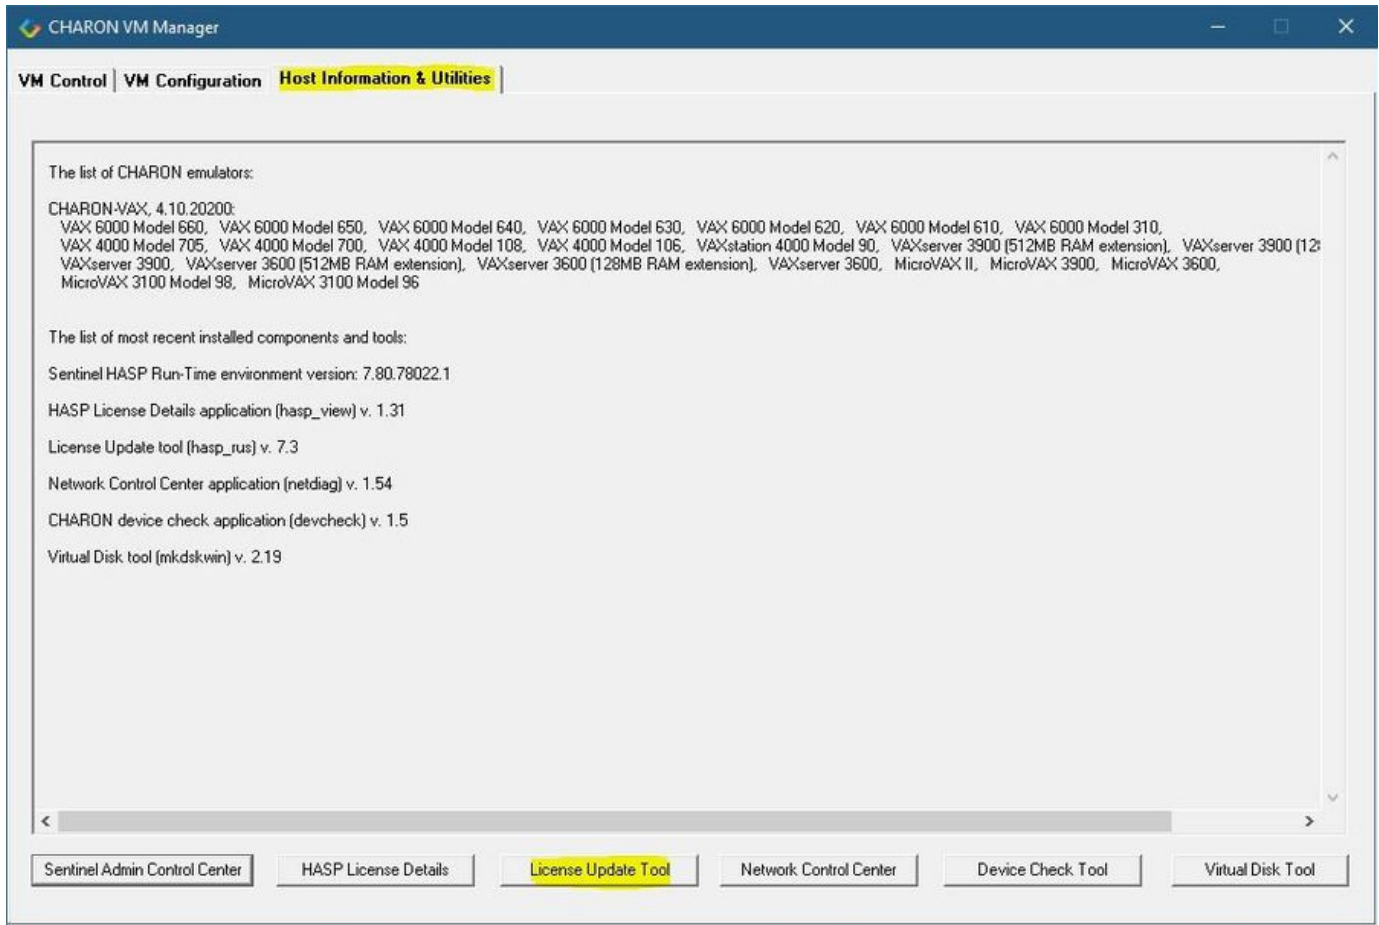 CHARON VM Manager
VM Control VM Configuration Host Information & Utilities
The list of CHARON emulators:
CHARON-VAX, 4.10.20200:
VAX 6000 Model 660, VAX 6000 Model 650, VAX 6000 Model 640, VAX 6000 Model 630, VAX 6000 Model 620, VAX 6000 Model 610, VAX 6000 Model 310,
VAX 4000 Model 705, VAX 4000 Model 700, VAX 4000 Model 108, VAX 4000 Model 106, VAXstation 4000 Model 90, VAXserver 3900 (512MB RAM extension), VAXserver 3900 (12
VAXserver 3900, VAXserver 3600 (512MB RAM extension), VAXserver 3600 (128MB RAM extension), VAXserver 3600, MicroVAX II, MicroVAX 3900, MicroVAX 3600,
MicroVAX 3100 Model 98, MicroVAX 3100 Model 96
The list of most recent installed components and tools:
Sentinel HASP Run-Time environment version: 7.80.78022.1
HASP License Details application (hasp_view) v. 1.31
License Update tool (hasp_rus) v. 7.3
Network Control Center application (netdiag) v. 1.54
CHARON device check application (devcheck) v. 1.5
Virtual Disk tool (mkdskwin) v. 2.19
Sentinel Admin Control Center HASP License Details License Update Tool Network Control Center Device Check Tool Virtual Disk Tool